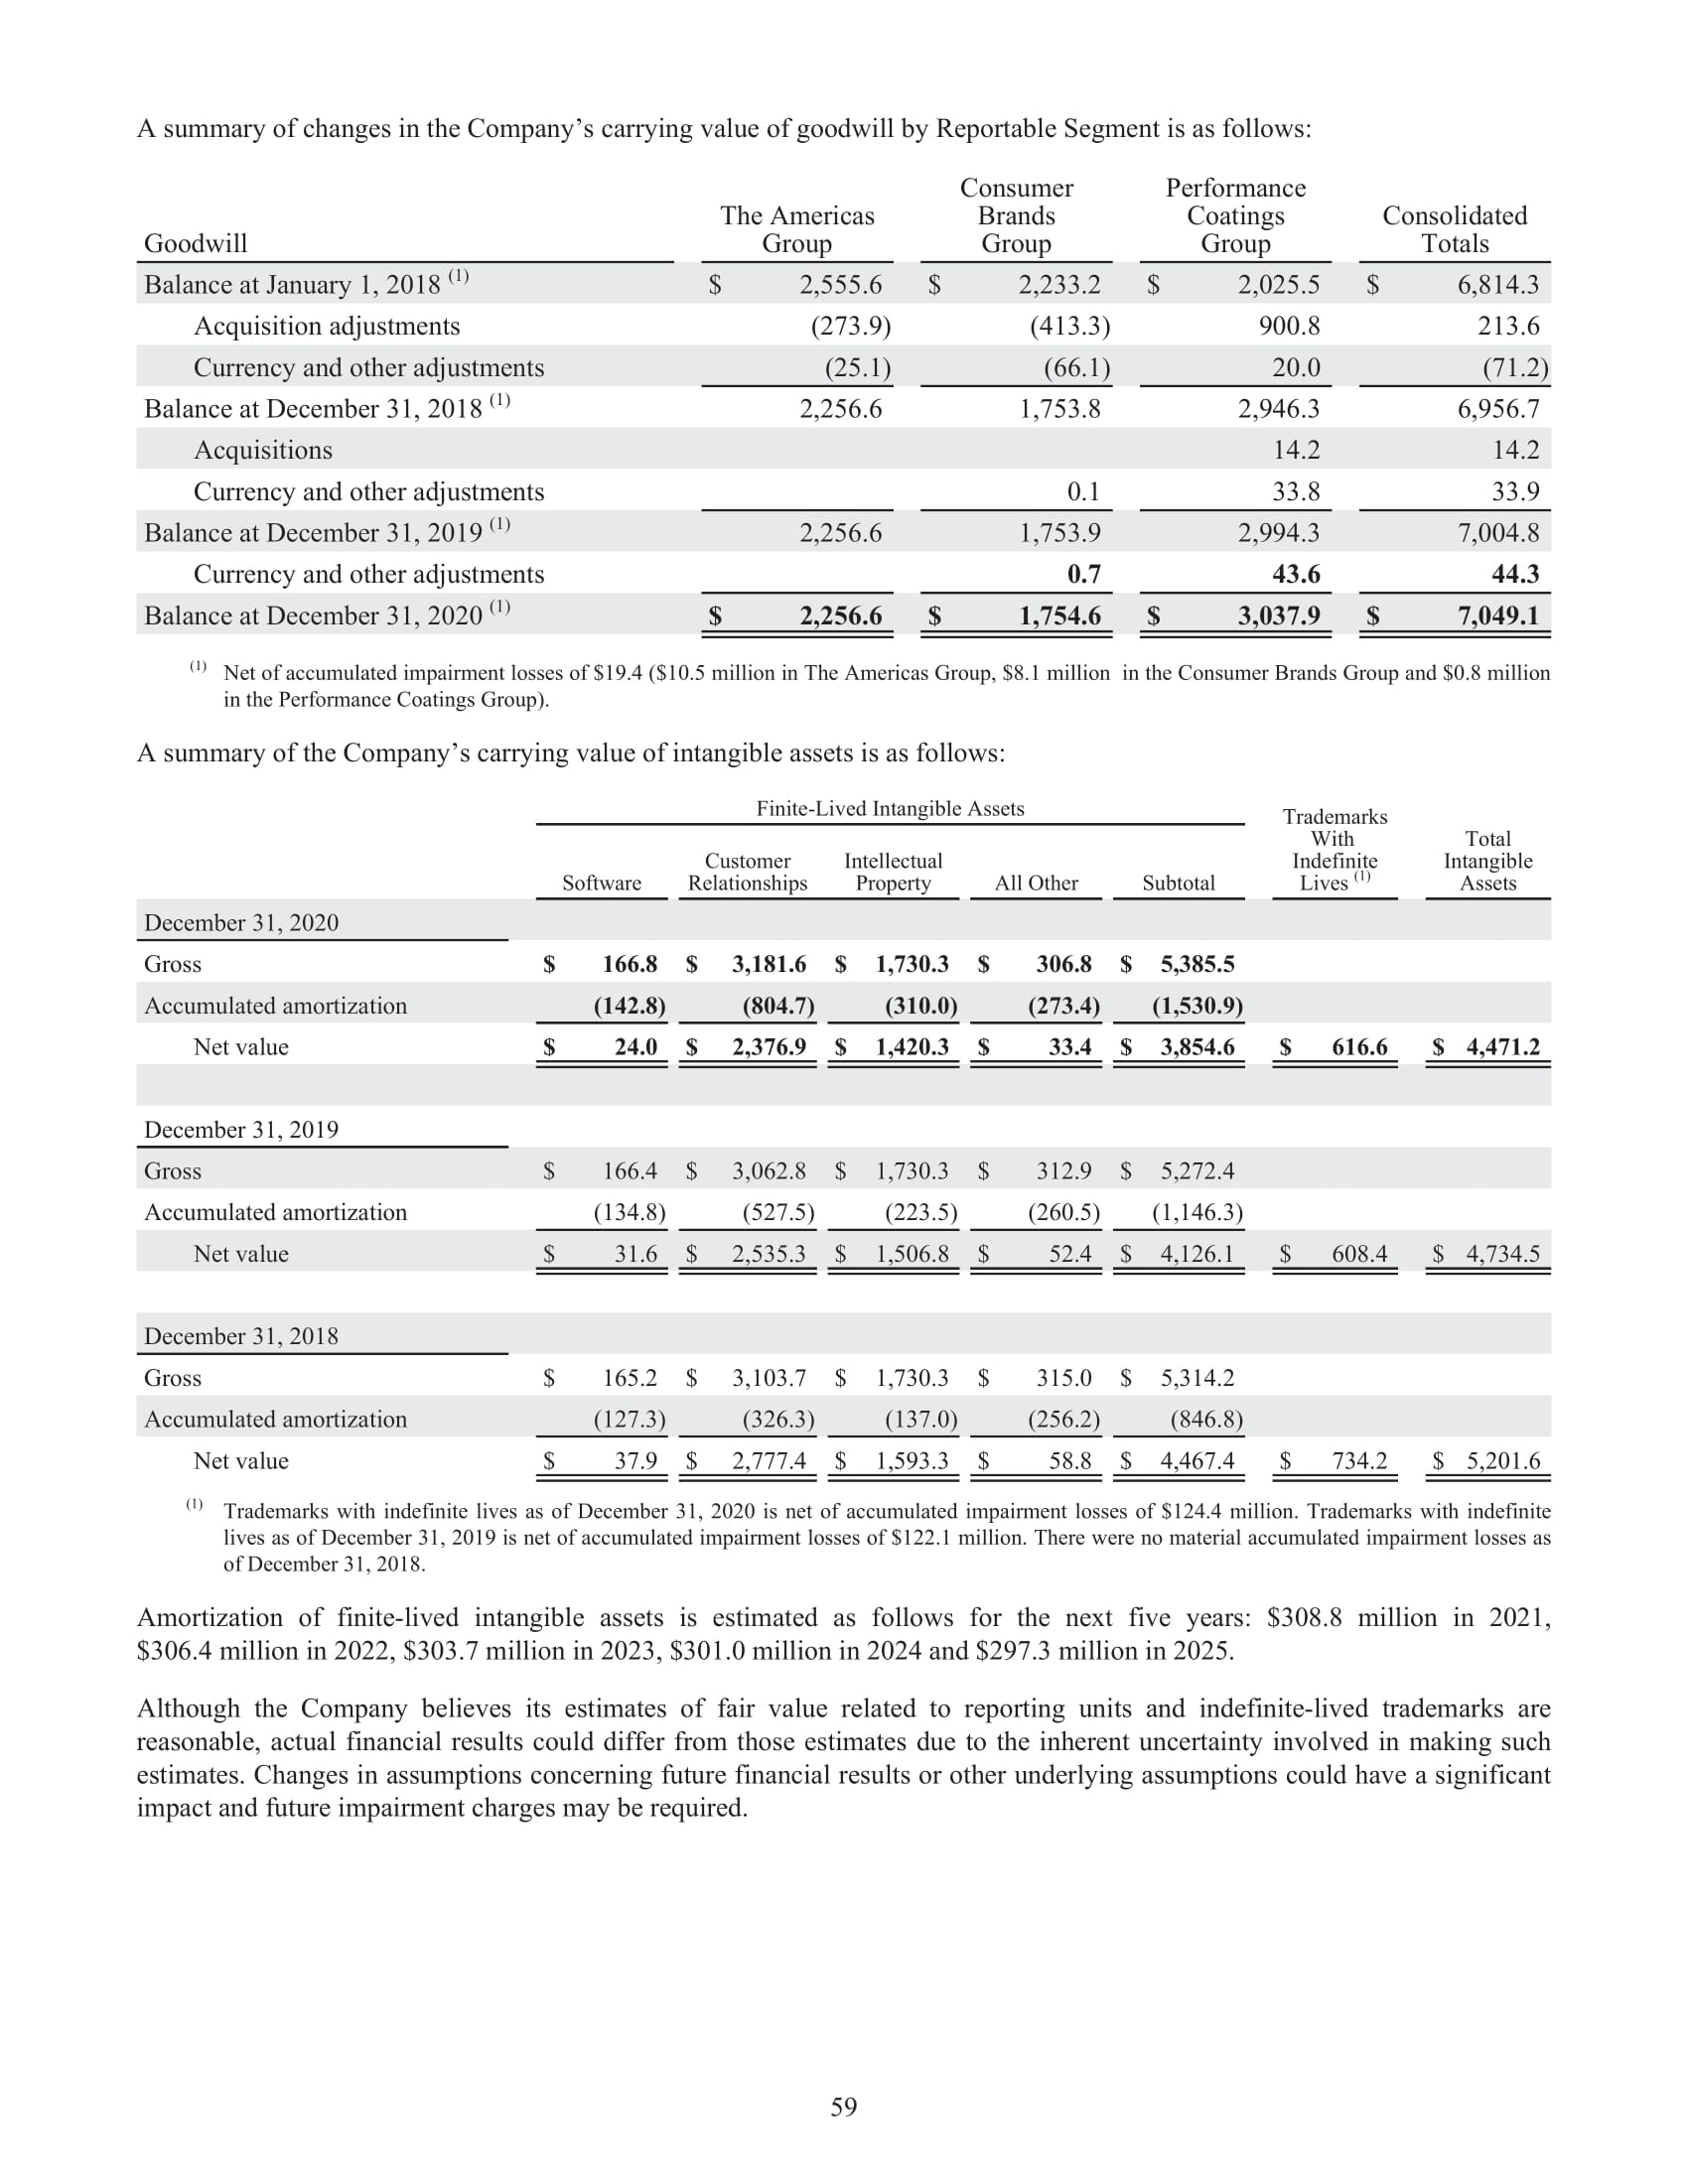 A summary of changes in the Company’s carrying value of goodwill by Reportable Segment is as follows:
Goodwill The Americas Group Consumer Brands Group Performance Coatings Group Consolidated Totals
Balance at January 1, 2018 (1) $ 2,555.6 $ 2,233.2 $ 2,025.5 $ 6,814.3
Acquisition adjustments (273.9) (413.3) 900.8 213.6
Currency and other adjustments (25.1) (66.1) 20.0 (71.2)
Balance at December 31, 2018 (1) 2,256.6 1,753.8 2,946.3 6,956.7
Acquisitions 14.2 14.2
Currency and other adjustments 0.1 33.8 33.9
Balance at December 31, 2019 (1) 2,256.6 1,753.9 2,994.3 7,004.8
Currency and other adjustments 0.7 43.6 44.3
Balance at December 31, 2020 (1) $ 2,256.6 $ 1,754.6 $ 3,037.9 $ 7,049.1
(1) Net of accumulated impairment losses of $19.4 ($10.5 million in The Americas Group, $8.1 million in the Consumer Brands Group and $0.8 million
in the Performance Coatings Group).
A summary of the Company’s carrying value of intangible assets is as follows:
Finite-Lived Intangible Assets
Software Customer Relationships Intellectual Property All Other Subtotal Trademarks With Indefinite Lives (1) Total Intangible Assets
December 31, 2020
Gross $ 166.8 $ 3,181.6 $ 1,730.3 $ 306.8 $ 5,385.5
Accumulated amortization (142.8) (804.7) (310.0) (273.4) (1,530.9)
Net value $ 24.0 $ 2,376.9 $ 1,420.3 $ 33.4 $ 3,854.6 $ 616.6 $ 4,471.2
December 31, 2019
Gross $ 166.4 $ 3,062.8 $ 1,730.3 $ 312.9 $ 5,272.4
Accumulated amortization (134.8) (527.5) (223.5) (260.5) (1,146.3)
Net value $ 31.6 $ 2,535.3 $ 1,506.8 $ 52.4 $ 4,126.1 $ 608.4 $ 4,734.5
December 31, 2018
Gross $ 165.2 $ 3,103.7 $ 1,730.3 $ 315.0 $ 5,314.2
Accumulated amortization (127.3) (326.3) (137.0) (256.2) (846.8)
Net value $ 37.9 $ 2,777.4 $ 1,593.3 $ 58.8 $ 4,467.4 $ 734.2 $ 5,201.6
(1) Trademarks with indefinite lives as of December 31, 2020 is net of accumulated impairment losses of $124.4 million. Trademarks with indefinite
lives as of December 31, 2019 is net of accumulated impairment losses of $122.1 million. There were no material accumulated impairment losses as
of December 31, 2018.
Amortization of finite-lived intangible assets is estimated as follows for the next five years: $308.8 million in 2021,
$306.4 million in 2022, $303.7 million in 2023, $301.0 million in 2024 and $297.3 million in 2025.
Although the Company believes its estimates of fair value related to reporting units and indefinite-lived trademarks are
reasonable, actual financial results could differ from those estimates due to the inherent uncertainty involved in making such
estimates. Changes in assumptions concerning future financial results or other underlying assumptions could have a significant
impact and future impairment charges may be required.
59